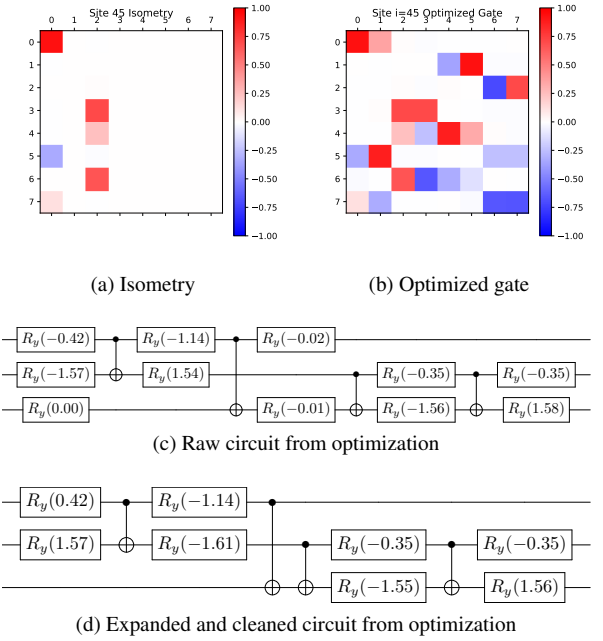 Site 45 Isometry
0 1 2 3 4 5 6 7
0
1
2
3
4
5
6
7
1.00
0.75
0.50
0.25
0.00
−0.25
−0.50
−0.75
−1.00
(a) Isometry
Site i=45 Optimized Gate
0 1 2 3 4 5 6 7
0
1
2
3
4
5
6
7
1.00
0.75
0.50
0.25
0.00
−0.25
−0.50
−0.75
−1.00
(b) Optimized gate
R_y(−0.42) R_y(−1.14) R_y(−0.02)
R_y(−1.57) R_y(1.54) R_y(−0.35) R_y(−0.35)
R_y(0.00) R_y(−0.01) R_y(−1.56) R_y(1.58)
(c) Raw circuit from optimization
R_y(0.42) R_y(−1.14)
R_y(1.57) R_y(−1.61) R_y(−0.35) R_y(−0.35)
R_y(−1.55) R_y(1.56)
(d) Expanded and cleaned circuit from optimization